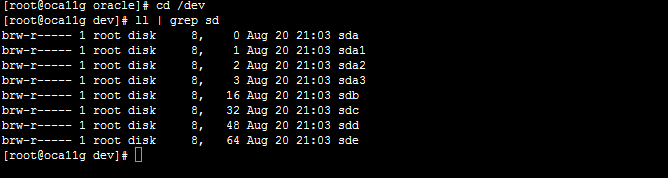 [root@oca11g oracle]# cd /dev
[root@oca11g dev]# ll | grep sd
brw-r----- 1 root disk     8,   0 Aug 20 21:03 sda
brw-r----- 1 root disk     8,   1 Aug 20 21:03 sda1
brw-r----- 1 root disk     8,   2 Aug 20 21:03 sda2
brw-r----- 1 root disk     8,   3 Aug 20 21:03 sda3
brw-r----- 1 root disk     8,  16 Aug 20 21:03 sdb
brw-r----- 1 root disk     8,  32 Aug 20 21:03 sdc
brw-r----- 1 root disk     8,  48 Aug 20 21:03 sdd
brw-r----- 1 root disk     8,  64 Aug 20 21:03 sde
[root@oca11g dev]#